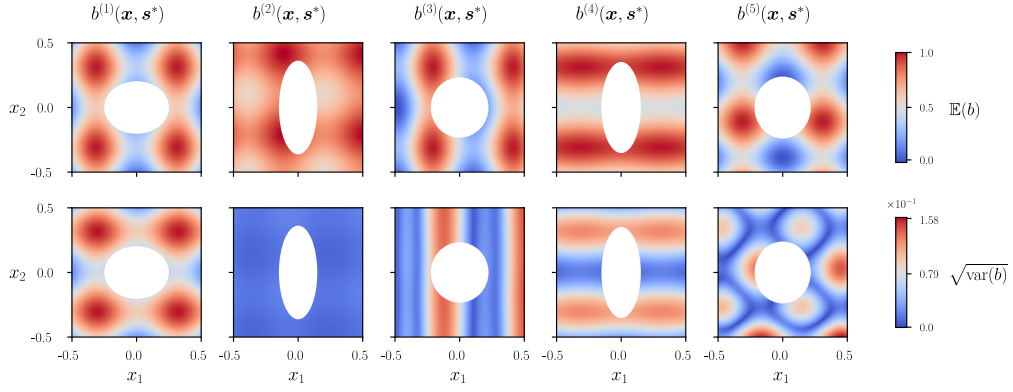 b^{(1)}(x, s*) b^{(2)}(x, s*) b^{(3)}(x, s*) b^{(4)}(x, s*) b^{(5)}(x, s*)
0.5
x_2 0.0
-0.5
1.0
0.5 𝔼(b)
0.0
0.5
x_2 0.0
-0.5
×10^{-1}
1.58
0.79 √var(b)
0.0
-0.5 0.0 0.5 -0.5 0.0 0.5 -0.5 0.0 0.5 -0.5 0.0 0.5 -0.5 0.0 0.5
x_1 x_1 x_1 x_1 x_1